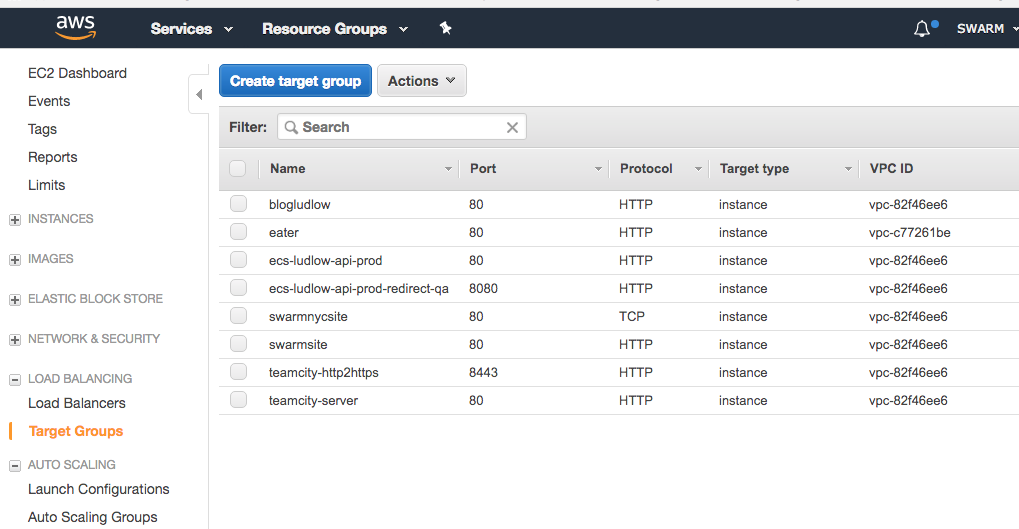 aws Services Resource Groups SWARM
EC2 Dashboard
Events
Tags
Reports
Limits
INSTANCES
IMAGES
ELASTIC BLOCK STORE
NETWORK & SECURITY
LOAD BALANCING
Load Balancers
Target Groups
AUTO SCALING
Launch Configurations
Auto Scaling Groups
Create target group Actions
Filter: Search
Name Port Protocol Target type VPC ID
blogludlow 80 HTTP instance vpc-82f46ee6
eater 80 HTTP instance vpc-c77261be
ecs-ludlow-api-prod 80 HTTP instance vpc-82f46ee6
ecs-ludlow-api-prod-redirect-qa 8080 HTTP instance vpc-82f46ee6
swarmnycsite 80 TCP instance vpc-82f46ee6
swarmsite 80 HTTP instance vpc-82f46ee6
teamcity-http2https 8443 HTTP instance vpc-82f46ee6
teamcity-server 80 HTTP instance vpc-82f46ee6